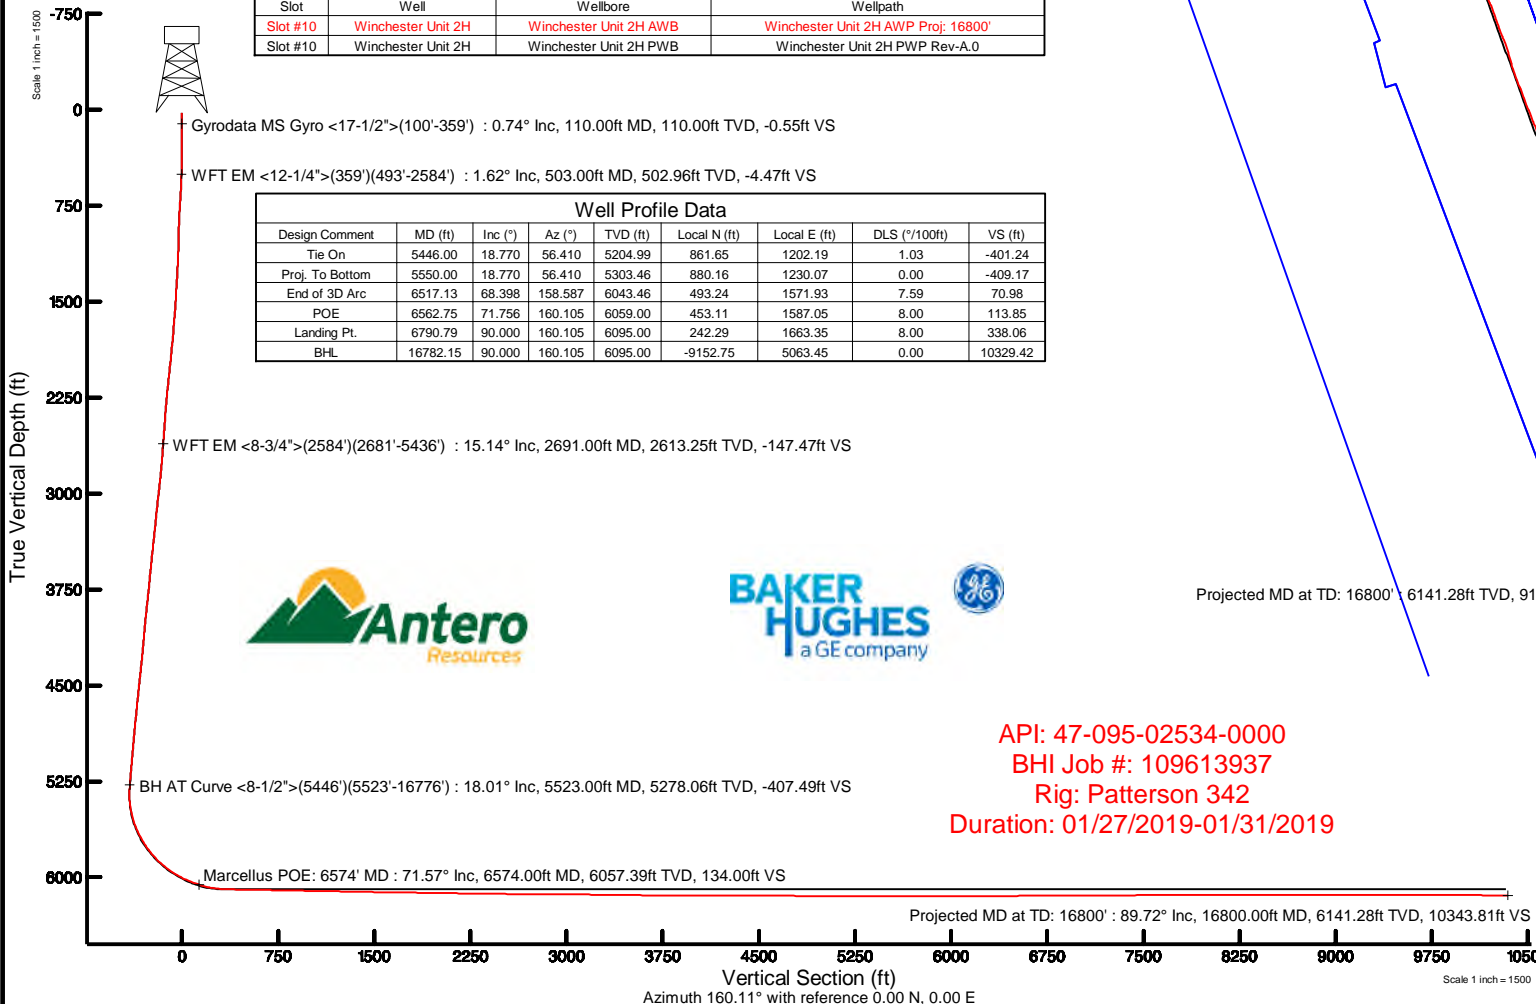 Slot Well Wellbore Wellpath
Slot #10 Winchester Unit 2H Winchester Unit 2H AWB Winchester Unit 2H AWP Proj: 16800'
Slot #10 Winchester Unit 2H Winchester Unit 2H PWB Winchester Unit 2H PWP Rev-A.0
Scale 1 inch = 1500
True Vertical Depth (ft)
-750
0
750
1500
2250
3000
3750
4500
5250
6000
Gyrodata MS Gyro <17-1/2">(100'-359') : 0.74° Inc, 110.00ft MD, 110.00ft TVD, -0.55ft VS
WFT EM <12-1/4">(359')(493'-2584') : 1.62° Inc, 503.00ft MD, 502.96ft TVD, -4.47ft VS
Well Profile Data
Design Comment MD (ft) Inc (°) Az (°) TVD (ft) Local N (ft) Local E (ft) DLS (°/100ft) VS (ft)
Tie On 5446.00 18.770 56.410 5204.99 861.65 1202.19 1.03 -401.24
Proj. To Bottom 5550.00 18.770 56.410 5303.46 880.16 1230.07 0.00 -409.17
End of 3D Arc 6517.13 68.398 158.587 6043.46 493.24 1571.93 7.59 70.98
POE 6562.75 71.756 160.105 6059.00 453.11 1587.05 8.00 113.85
Landing Pt. 6790.79 90.000 160.105 6095.00 242.29 1663.35 8.00 338.06
BHL 16782.15 90.000 160.105 6095.00 -9152.75 5063.45 0.00 10329.42
WFT EM <8-3/4">(2584')(2681'-5436') : 15.14° Inc, 2691.00ft MD, 2613.25ft TVD, -147.47ft VS
Antero
Resources
BAKER
HUGHES
a GE company
GE
Projected MD at TD: 16800' : 6141.28ft TVD, 91
API: 47-095-02534-0000
BHI Job #: 109613937
Rig: Patterson 342
Duration: 01/27/2019-01/31/2019
BH AT Curve <8-1/2">(5446')(5523'-16776') : 18.01° Inc, 5523.00ft MD, 5278.06ft TVD, -407.49ft VS
Marcellus POE: 6574' MD : 71.57° Inc, 6574.00ft MD, 6057.39ft TVD, 134.00ft VS
Projected MD at TD: 16800' : 89.72° Inc, 16800.00ft MD, 6141.28ft TVD, 10343.81ft VS
0 750 1500 2250 3000 3750 4500 5250 6000 6750 7500 8250 9000 9750 1050
Vertical Section (ft)
Azimuth 160.11° with reference 0.00 N, 0.00 E
Scale 1 inch = 1500